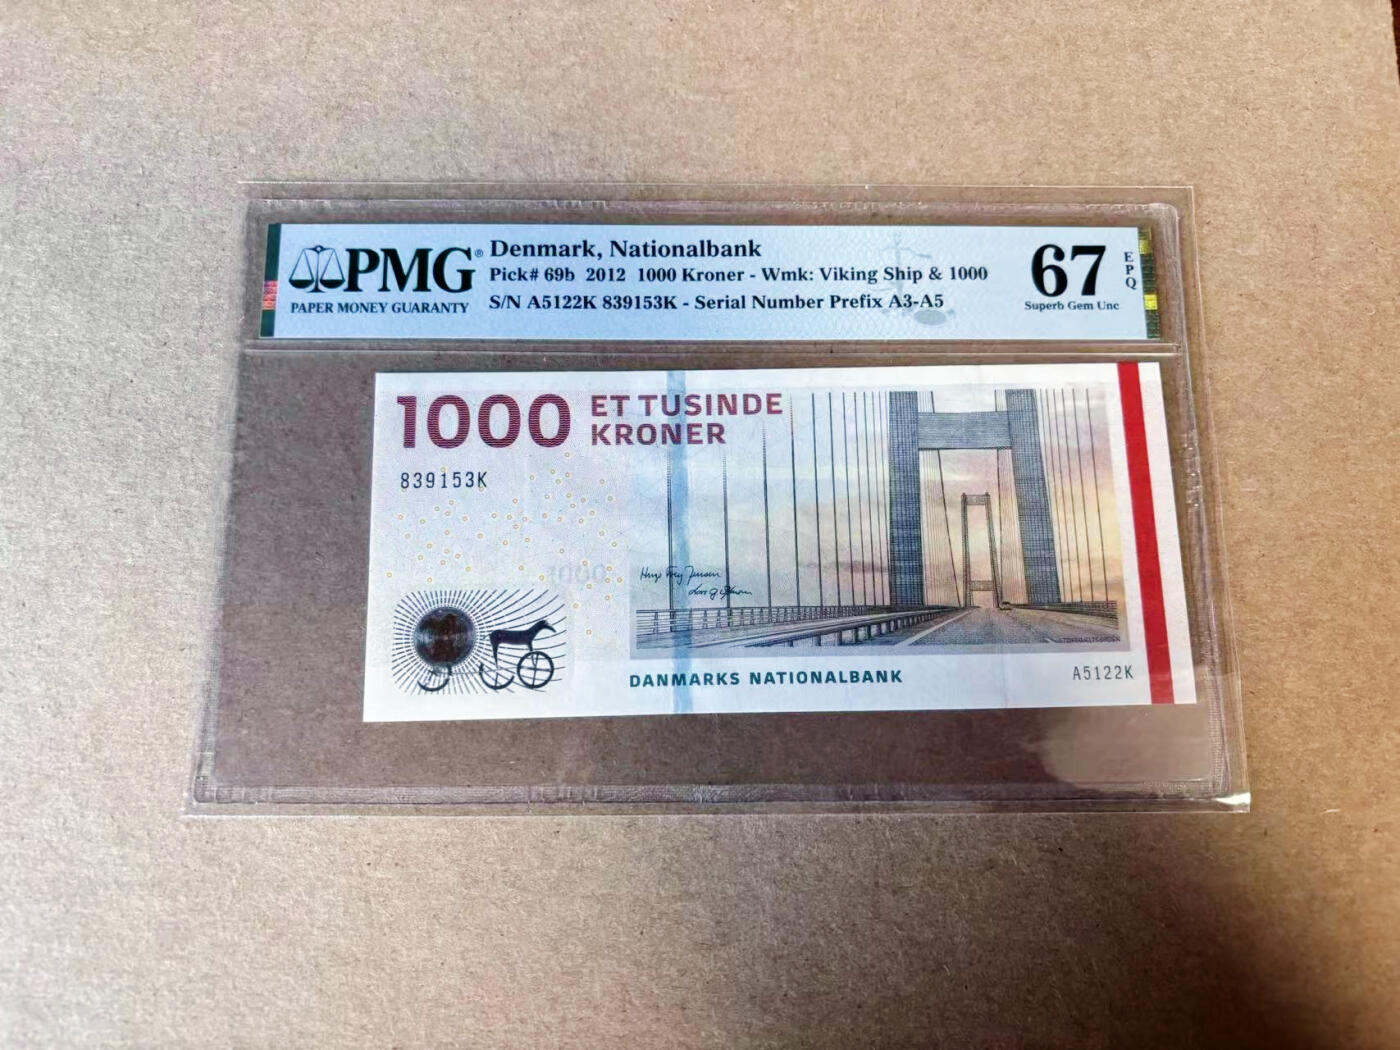 PMG®
PAPER MONEY GUARANTY
Denmark, Nationalbank
Pick# 69b 2012 1000 Kroner - Wmk: Viking Ship & 1000
S/N A5122K 839153K - Serial Number Prefix A3-A5
67
EPQ
Superb Gem Unc
1000
ET TUSINDE
KRONER
839153K
1000
DANMARKS NATIONALBANK
A5122K